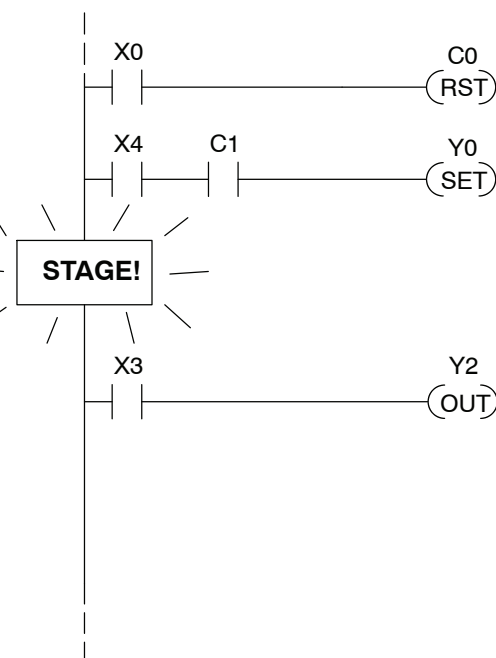 X0 C0
RST
X4 C1 Y0
SET
STAGE!
X3 Y2
OUT